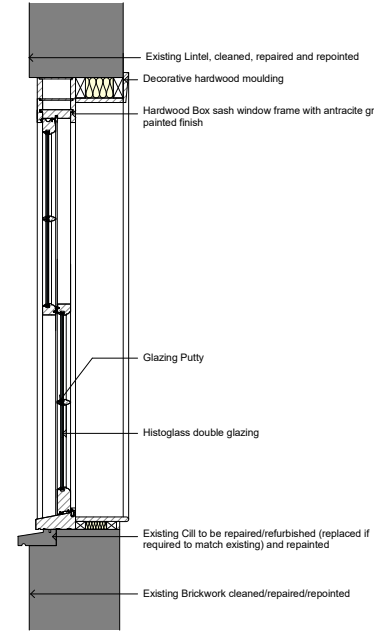 Existing Lintel, cleaned, repaired and repointed
Decorative hardwood moulding
Hardwood Box sash window frame with antracite gr
painted finish
Glazing Putty
Histoglass double glazing
Existing Cill to be repaired/refurbished (replaced if
required to match existing) and repainted
Existing Brickwork cleaned/repaired/repointed